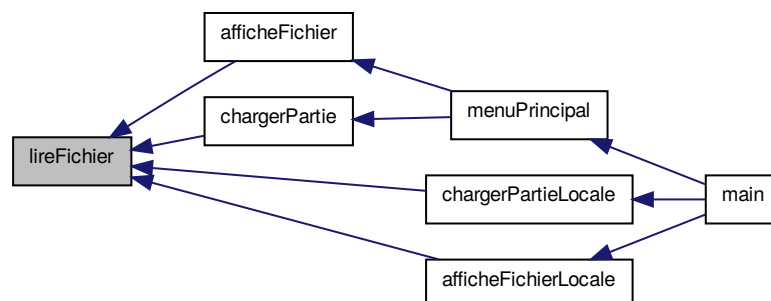 afficheFichier
chargerPartie
menuPrincipal
lireFichier
chargerPartieLocale
main
afficheFichierLocale